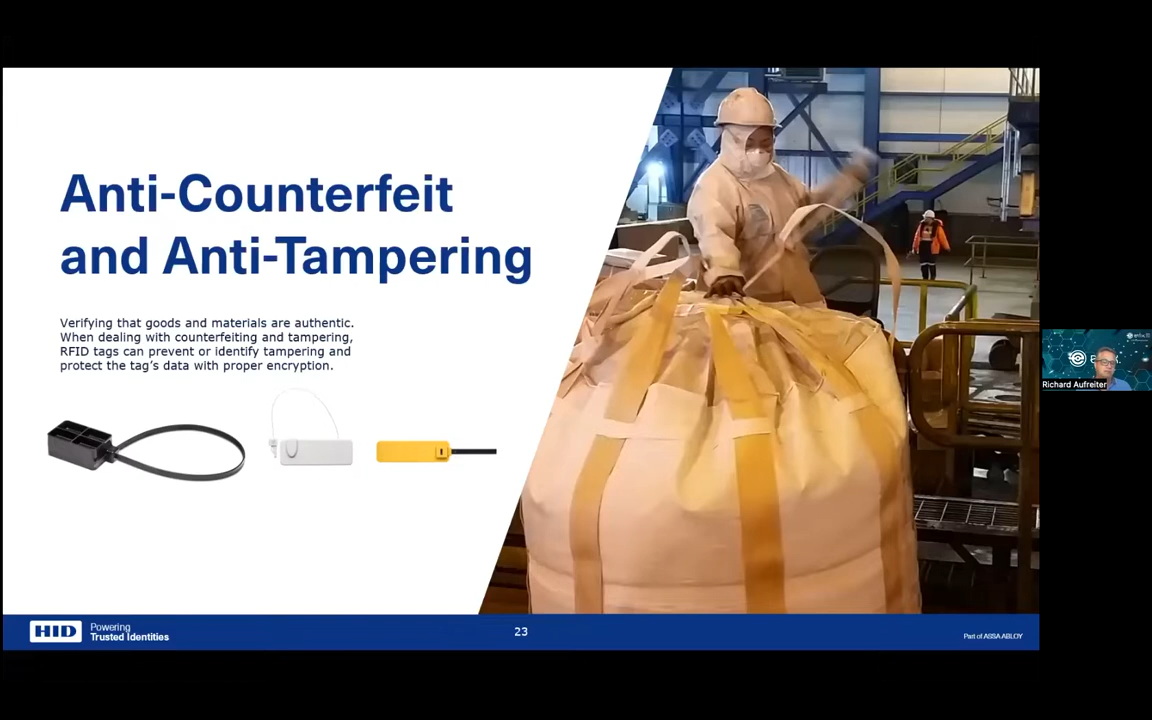 Anti-Counterfeit
and Anti-Tampering
Verifying that goods and materials are authentic.
When dealing with counterfeiting and tampering,
RFID tags can prevent or identify tampering and
protect the tag's data with proper encryption.
HID
Powering
Trusted Identities
23
Part of ASSA ABLOY
Richard Aufreiter